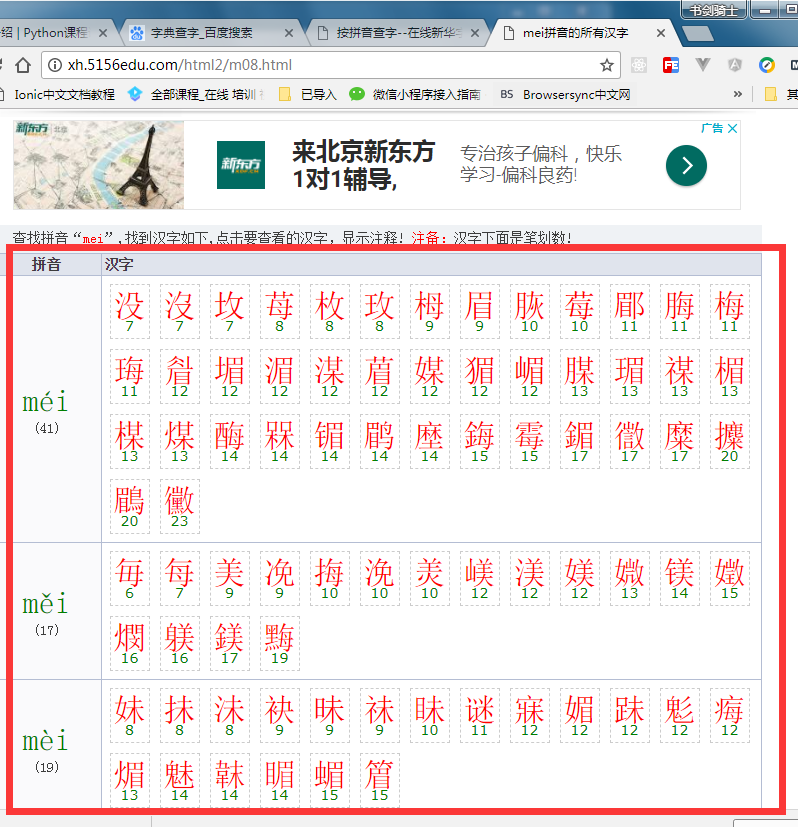 书剑骑士
绍 | Python课程
字典查字_百度搜索
按拼音查字--在线新华字
mei拼音的所有汉字
xh.5156edu.com/html2/m08.html
Ionic中文文档教程 全部课程_在线 培训 已导入 微信小程序接入指南 BS Browsersync中文网 » 其
新东方 北京
新东方
来北京新东方
1对1辅导,
专治孩子偏科，快乐
学习-偏科良药!
广告
查找拼音“mei”,找到汉字如下,点击要查看的汉字，显示注释! 注备：汉字下面是笔划数!
拼音 汉字
méi
(41)
没 沒 坆 苺 枚 玫 栂 眉 脄 莓 郿 脢 梅
7 7 7 8 8 8 9 9 10 10 11 11 11
珻 睂 堳 湄 湈 葿 媒 猸 嵋 腜 瑂 禖 楣
11 12 12 12 12 12 12 12 12 13 13 13 13
楳 煤 酶 槑 镅 鹛 塺 鋂 霉 鎇 徾 糜 攗
13 13 14 14 14 14 14 15 15 17 17 17 20
鶥 黴
20 23
měi
(17)
毎 每 美 凂 挴 浼 羙 嵄 渼 媄 媺 镁 嬍
6 7 9 9 10 10 10 12 12 12 13 14 15
燘 躾 鎂 黣
16 16 17 19
mèi
(19)
妹 抹 沬 袂 昧 祙 眛 谜 寐 媚 跊 鬽 痗
8 8 8 9 9 9 10 11 12 12 12 12 12
煝 魅 韎 睸 蝞 篃
13 14 14 14 15 15